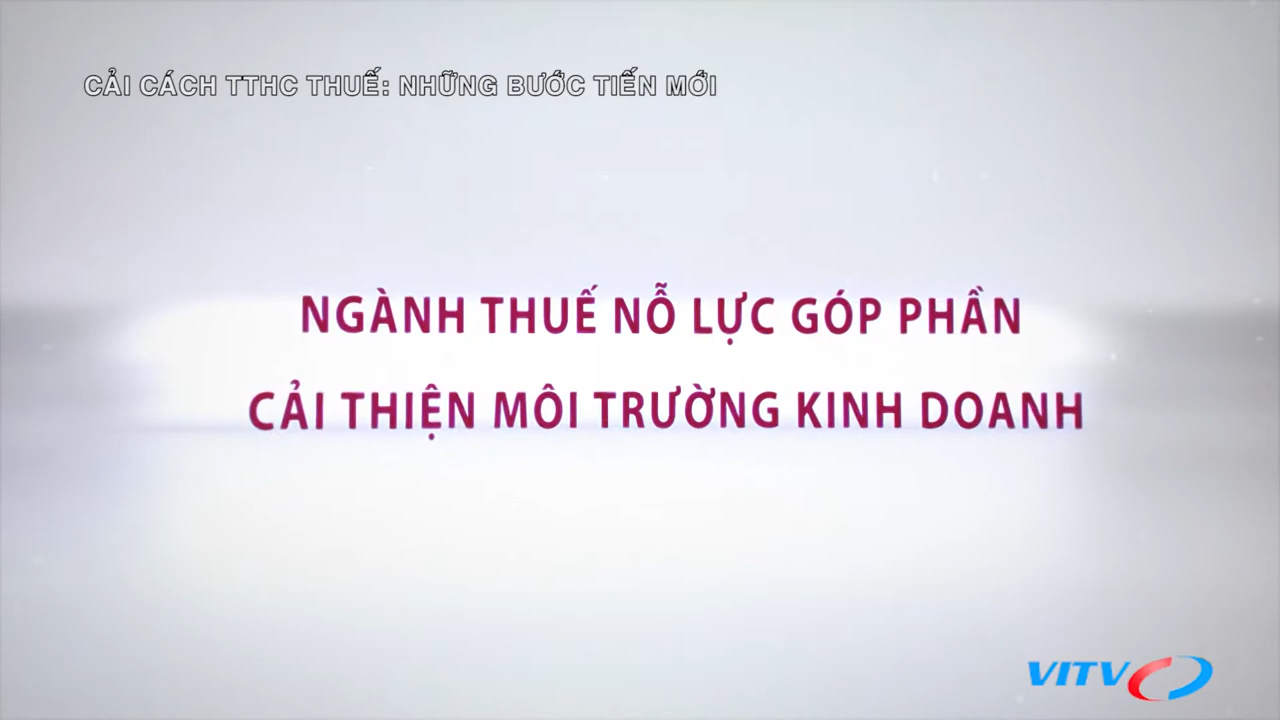 CẢI CÁCH TTHC THUẾ: NHỮNG BƯỚC TIẾN MỚI
NGÀNH THUẾ NỖ LỰC GÓP PHẦN
CẢI THIỆN MÔI TRƯỜNG KINH DOANH
VITV